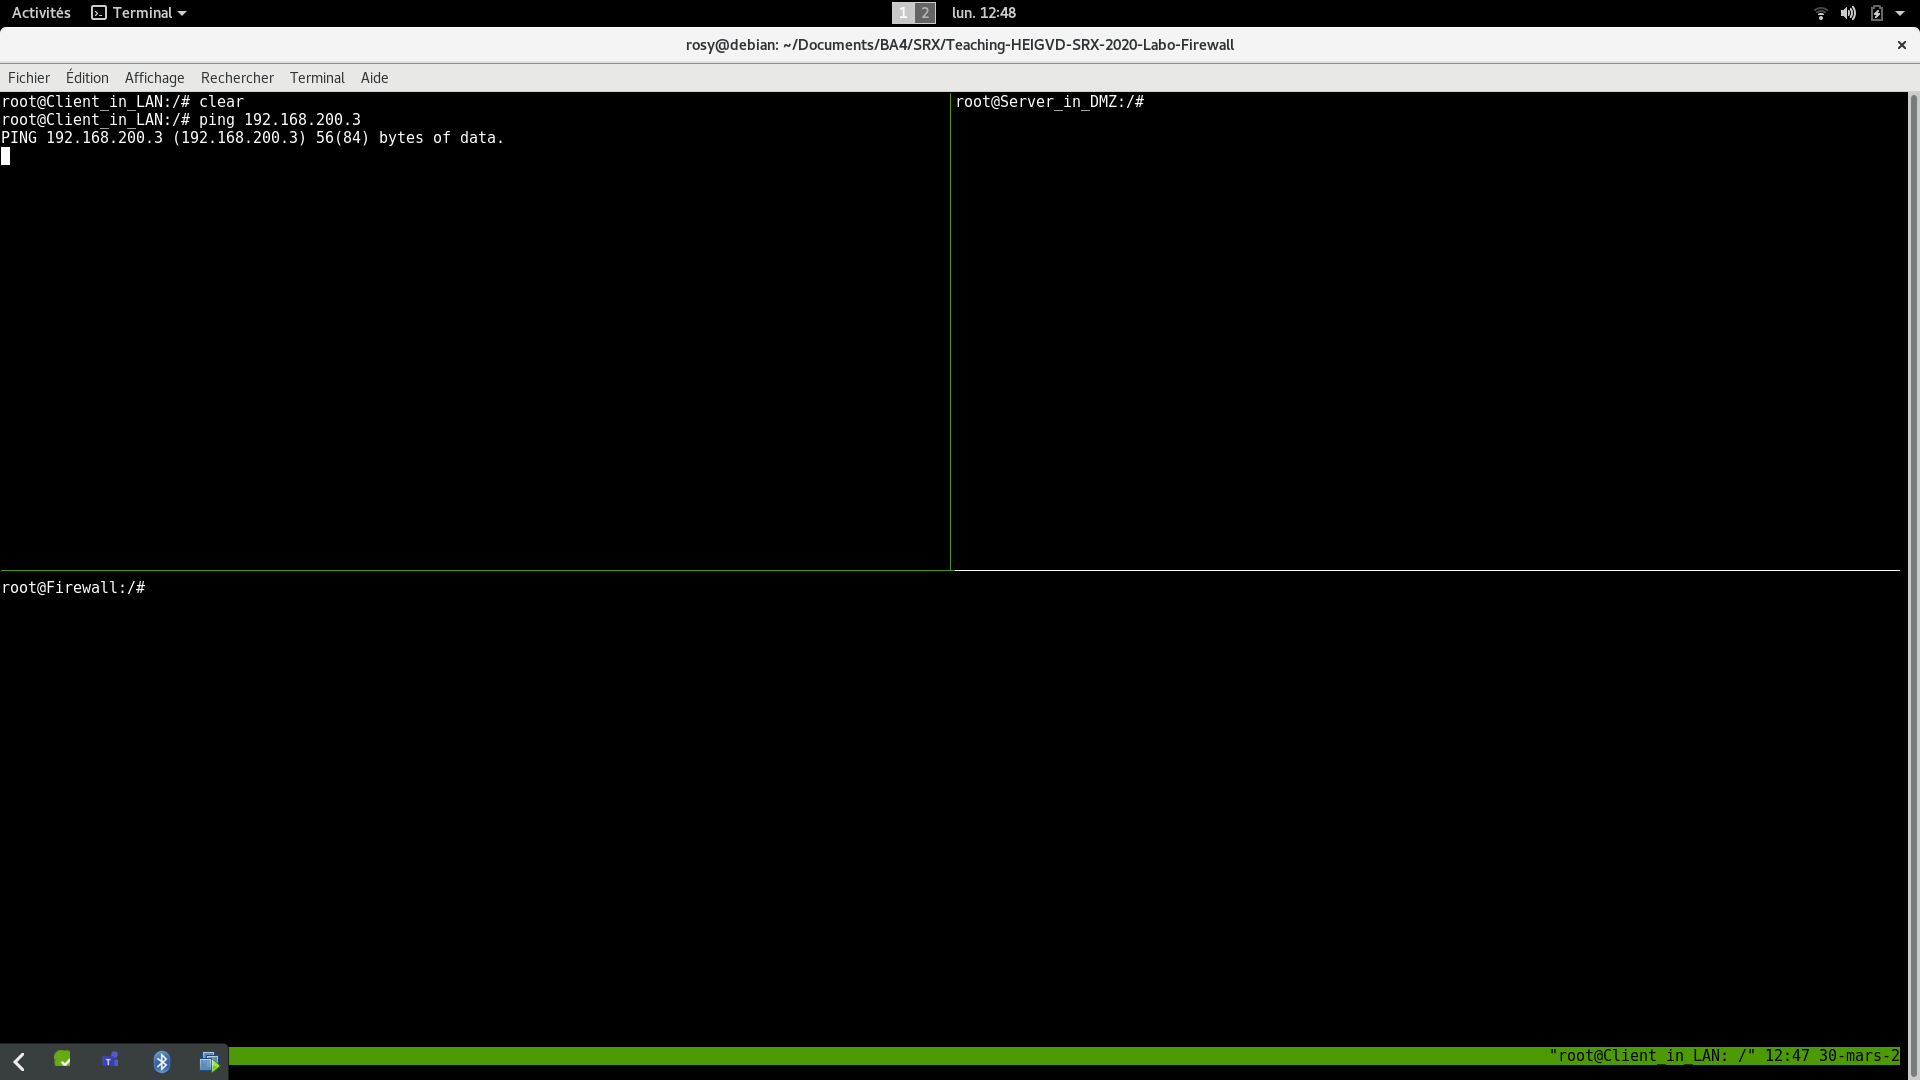 Activités Terminal 1 2 lun. 12:48
rosy@debian: ~/Documents/BA4/SRX/Teaching-HEIGVD-SRX-2020-Labo-Firewall ×
Fichier Édition Affichage Rechercher Terminal Aide
root@Client_in_LAN:/# clear
root@Client_in_LAN:/# ping 192.168.200.3
PING 192.168.200.3 (192.168.200.3) 56(84) bytes of data.
root@Server_in_DMZ:/#
root@Firewall:/#
"root@Client_in_LAN: /" 12:47 30-mars-2